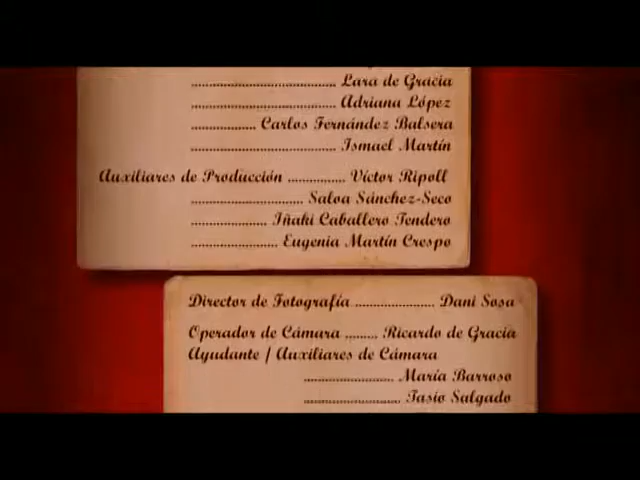 ........................................ Lara de Gracia
........................................ Adriana López
.................. Carlos Fernández Balsera
........................................ Ismael Martín
Auxiliares de Producción ............... Víctor Ripoll
.............................. Saloa Sánchez-Seco
.................... Iñaki Caballero Tendero
....................... Eugenia Martín Crespo
Director de Fotografía ..................... Dani Sosa
Operador de Cámara ......... Ricardo de Gracia
Ayudante / Auxiliares de Cámara
........................ María Barroso
.......................... Tasio Salgado